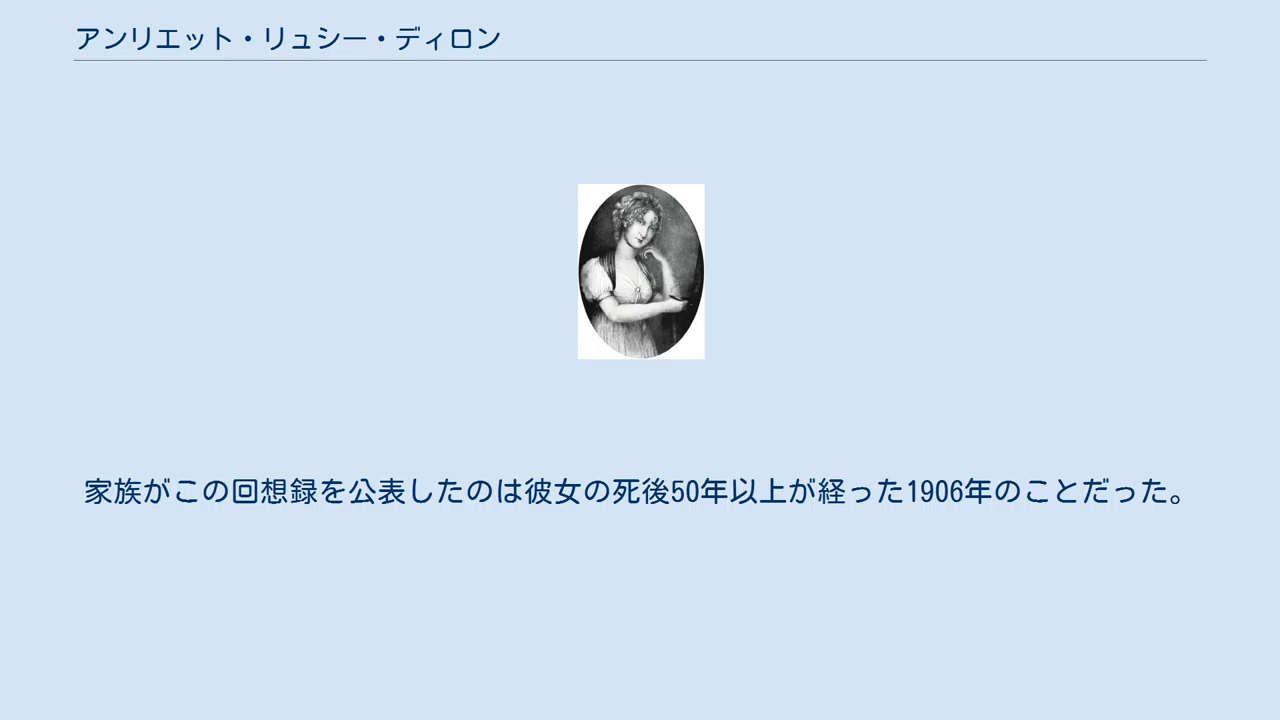 アンリエット・リュシー・ディロン
家族がこの回想録を公表したのは彼女の死後50年以上が経った1906年のことだった。